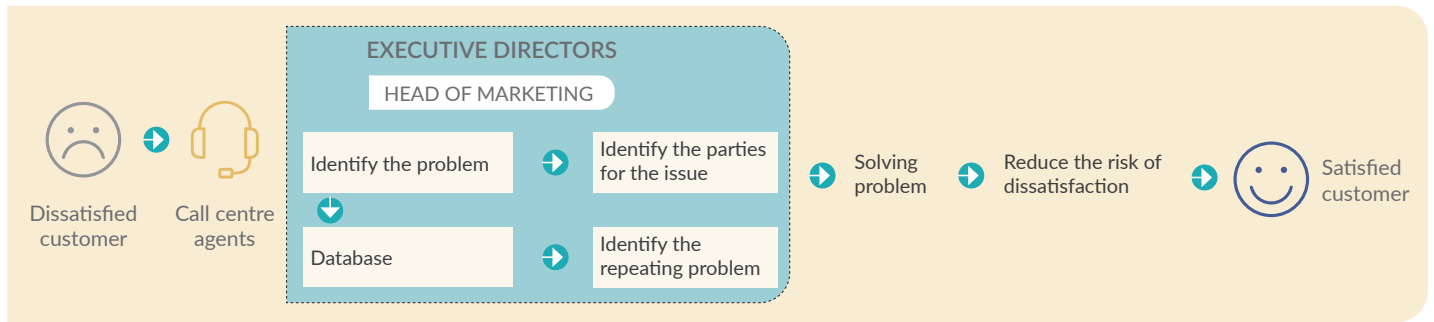 EXECUTIVE DIRECTORS
HEAD OF MARKETING
Dissatisfied
customer
Call centre
agents
Identify the problem
Identify the parties
for the issue
Database
Identify the
repeating problem
Solving
problem
Reduce the risk of
dissatisfaction
Satisfied
customer